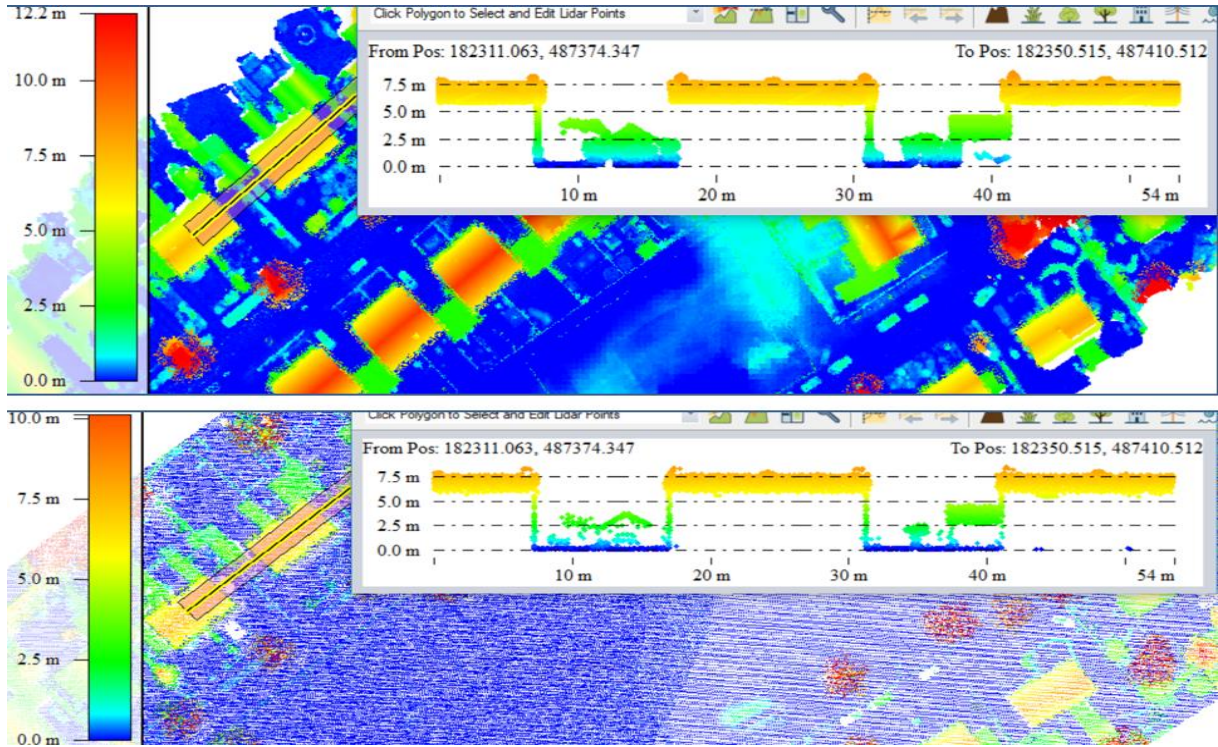 12.2 m
10.0 m
7.5 m
5.0 m
2.5 m
0.0 m
Click Polygon to Select and Edit Lidar Points
From Pos: 182311.063, 487374.347 To Pos: 182350.515, 487410.512
7.5 m
5.0 m
2.5 m
0.0 m
10 m 20 m 30 m 40 m 54 m
10.0 m
7.5 m
5.0 m
2.5 m
0.0 m
Click Polygon to Select and Edit Lidar Points
From Pos: 182311.063, 487374.347 To Pos: 182350.515, 487410.512
7.5 m
5.0 m
2.5 m
0.0 m
10 m 20 m 30 m 40 m 54 m